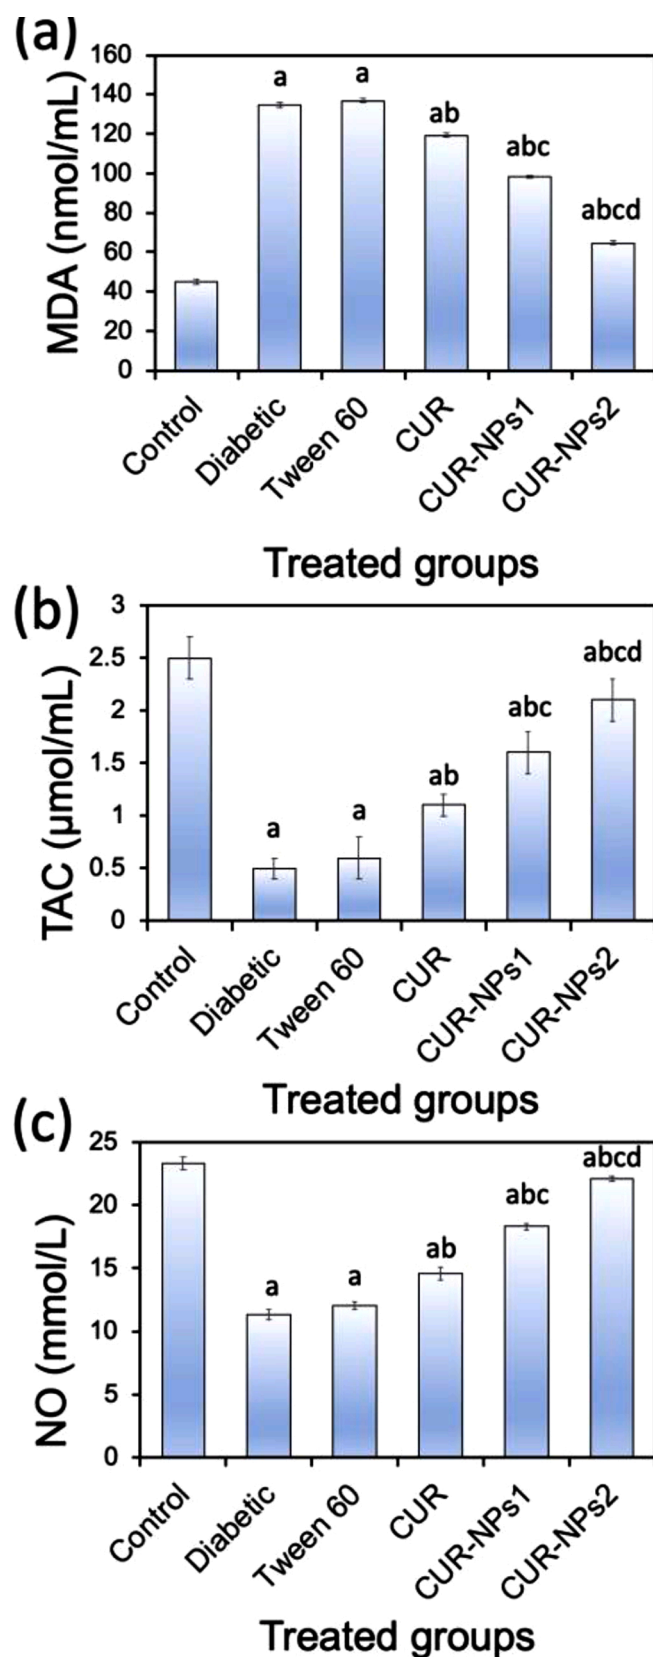 (a)
MDA (nmol/mL)
160
140
120
100
80
60
40
20
0
a
a
ab
abc
abcd
Control
Diabetic
Tween 60
CUR
CUR-NPs1
CUR-NPs2
Treated groups
(b)
TAC (µmol/mL)
3
2.5
2
1.5
1
0.5
0
a
a
ab
abc
abcd
Control
Diabetic
Tween 60
CUR
CUR-NPs1
CUR-NPs2
Treated groups
(c)
NO (mmol/L)
25
20
15
10
5
0
a
a
ab
abc
abcd
Control
Diabetic
Tween 60
CUR
CUR-NPs1
CUR-NPs2
Treated groups